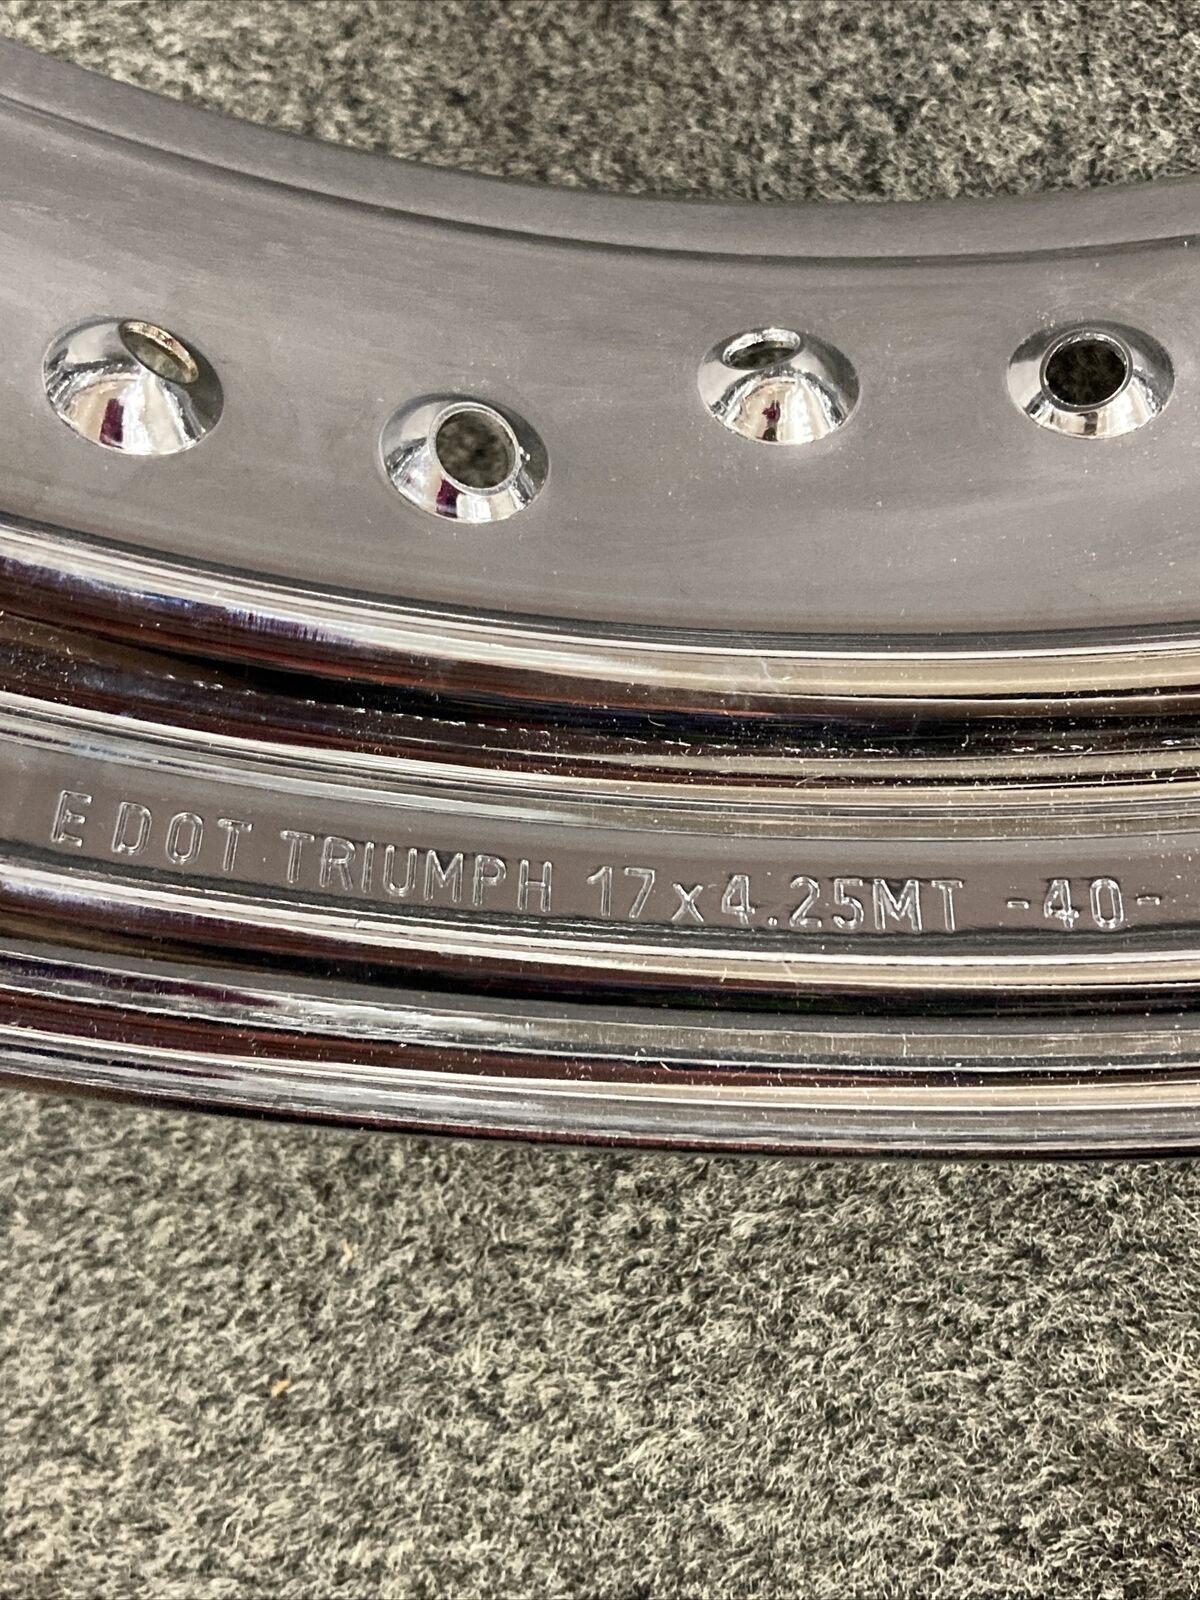 E DOT TRIUMPH 17x4.25MT -40-